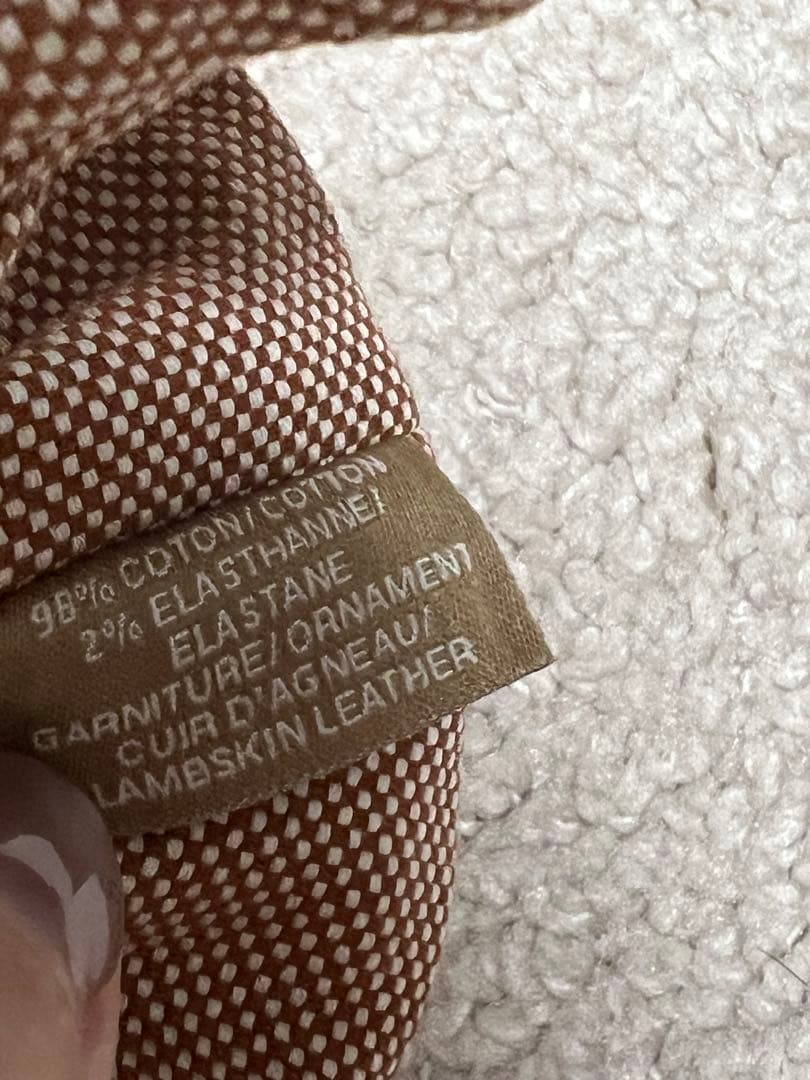 98% COTON/COTTON
2% ELASTHANNE/
ELASTANE
GARNITURE/ORNAMENT
CUIR D'AGNEAU/
LAMBSKIN LEATHER